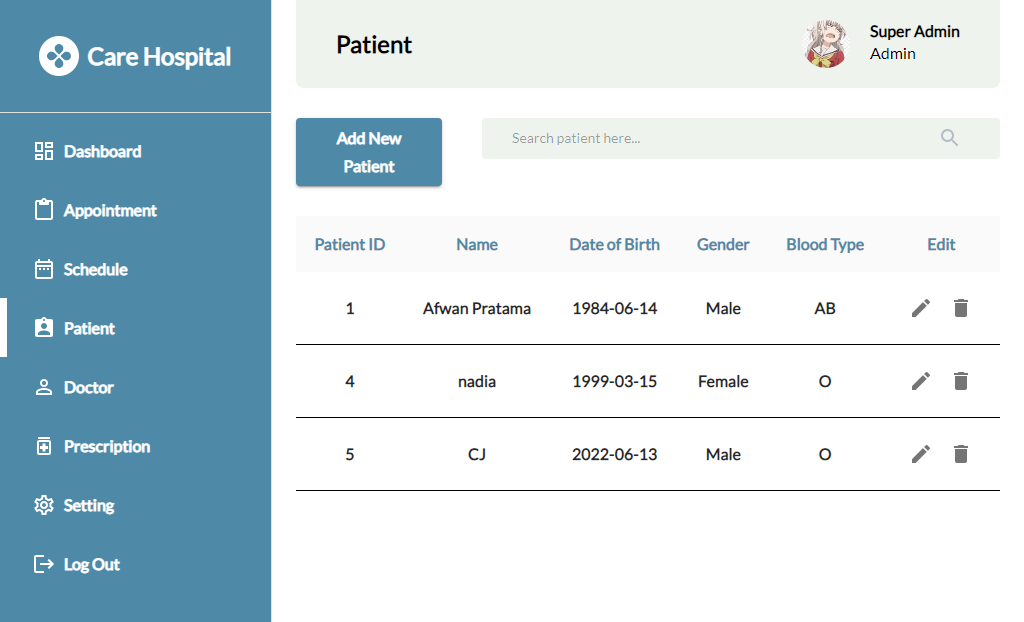 Care Hospital
Dashboard
Appointment
Schedule
Patient
Doctor
Prescription
Setting
Log Out
Patient
Super Admin
Admin
Add New
Patient
Search patient here...
Patient ID Name Date of Birth Gender Blood Type Edit
1 Afwan Pratama 1984-06-14 Male AB
4 nadia 1999-03-15 Female O
5 CJ 2022-06-13 Male O